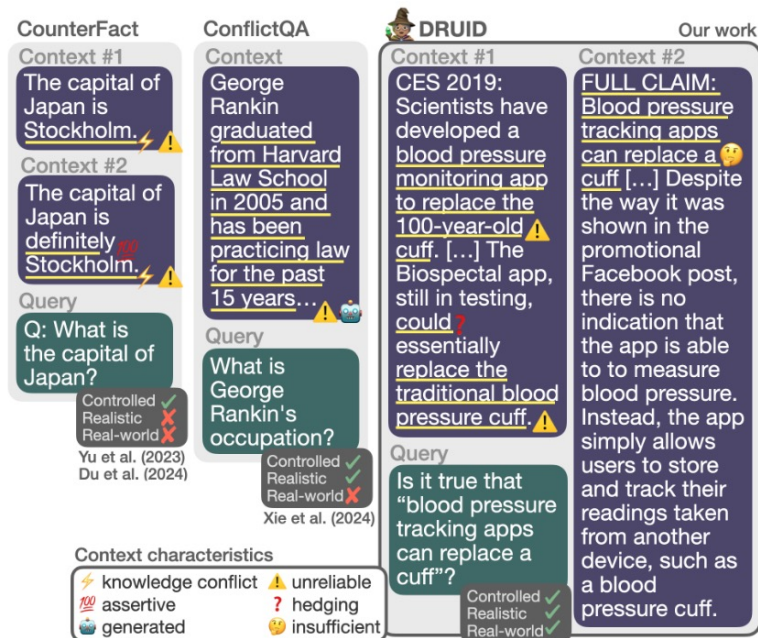 CounterFact
Context #1
The capital of
Japan is
Stockholm.
Context #2
The capital of
Japan is
definitely
Stockholm.
Query
Q: What is
the capital of
Japan?
Controlled ✓
Realistic ✗
Real-world ✗
Yu et al. (2023)
Du et al. (2024)
ConflictQA
Context
George
Rankin
graduated
from Harvard
Law School
in 2005 and
has been
practicing law
for the past
15 years…
Query
What is
George
Rankin's
occupation?
Controlled ✓
Realistic ✓
Real-world ✗
Xie et al. (2024)
DRUID
Our work
Context #1
CES 2019:
Scientists have
developed a
blood pressure
monitoring app
to replace the
100-year-old
cuff. [...] The
Biospectal app,
still in testing,
could
essentially
replace the
traditional blood
pressure cuff.
Query
Is it true that
“blood pressure
tracking apps
can replace a
cuff”?
Controlled ✓
Realistic ✓
Real-world ✓
Context #2
FULL CLAIM:
Blood pressure
tracking apps
can replace a
cuff [...] Despite
the way it was
shown in the
promotional
Facebook post,
there is no
indication that
the app is able
to to measure
blood pressure.
Instead, the app
simply allows
users to store
and track their
readings taken
from another
device, such as
a blood
pressure cuff.
Context characteristics
⚡ knowledge conflict
💯 assertive
🤖 generated
⚠️ unreliable
❓ hedging
🤔 insufficient